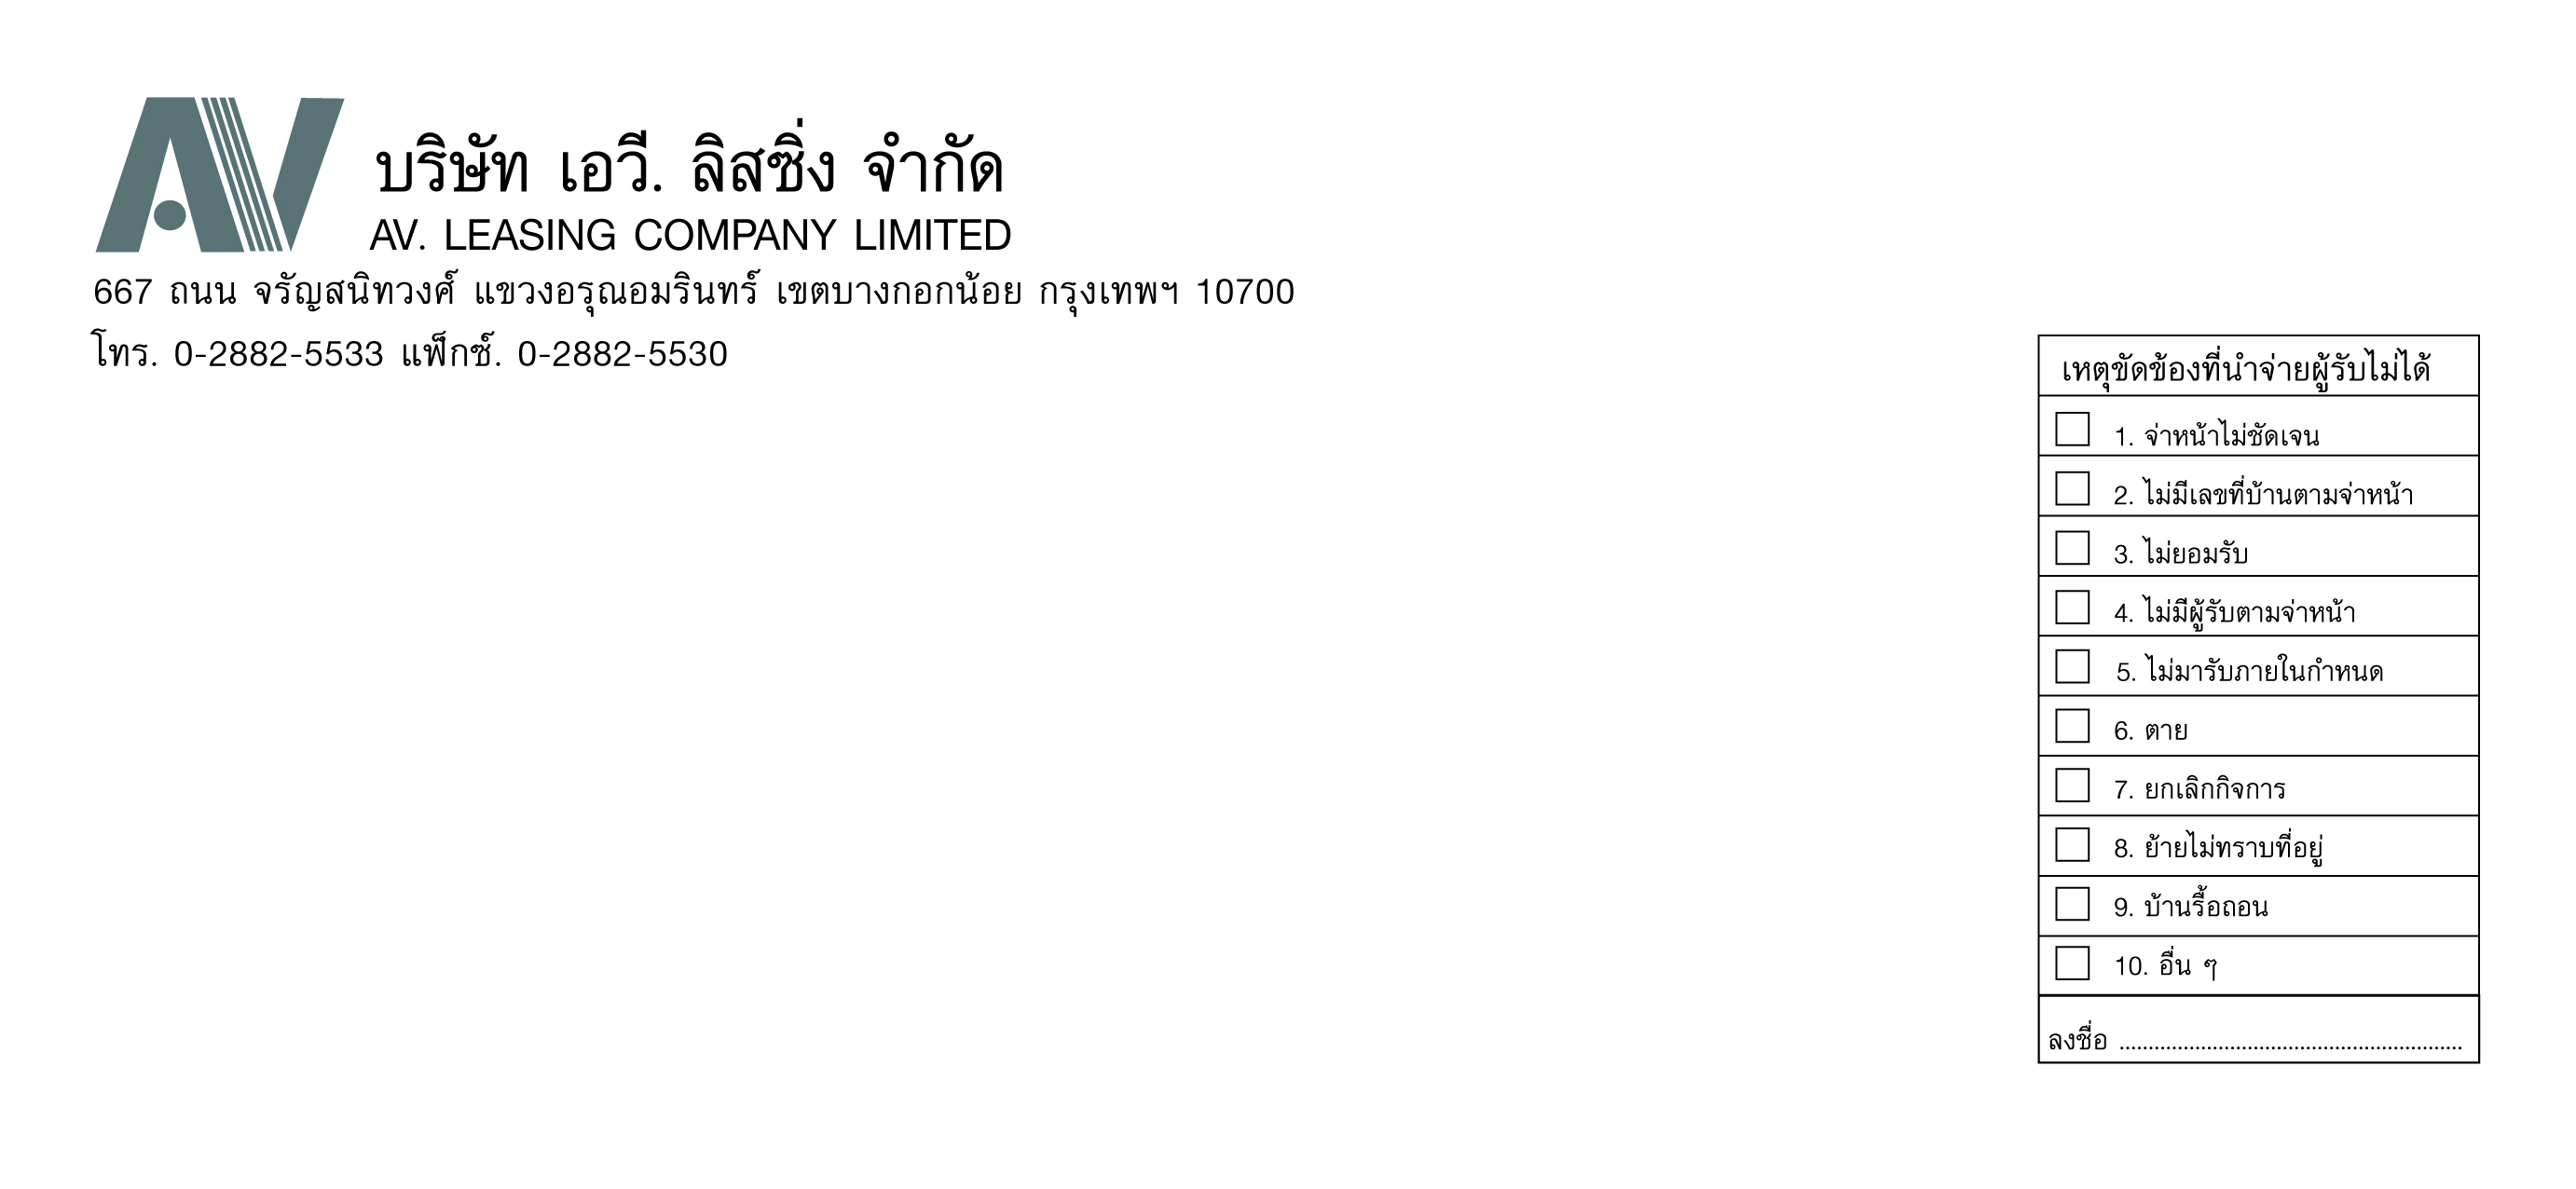 AV
บริษัท เอวี. ลิสซิ่ง จำกัด
AV. LEASING COMPANY LIMITED
667 ถนน จรัญสนิทวงศ์ แขวงอรุณอมรินทร์ เขตบางกอกน้อย กรุงเทพฯ 10700
โทร. 0-2882-5533 แฟ็กซ์. 0-2882-5530
เหตุขัดข้องที่นำจ่ายผู้รับไม่ได้
1. จ่าหน้าไม่ชัดเจน
2. ไม่มีเลขที่บ้านตามจ่าหน้า
3. ไม่ยอมรับ
4. ไม่มีผู้รับตามจ่าหน้า
5. ไม่มารับภายในกำหนด
6. ตาย
7. ยกเลิกกิจการ
8. ย้ายไม่ทราบที่อยู่
9. บ้านรื้อถอน
10. อื่น ๆ
ลงชื่อ ...........................................................